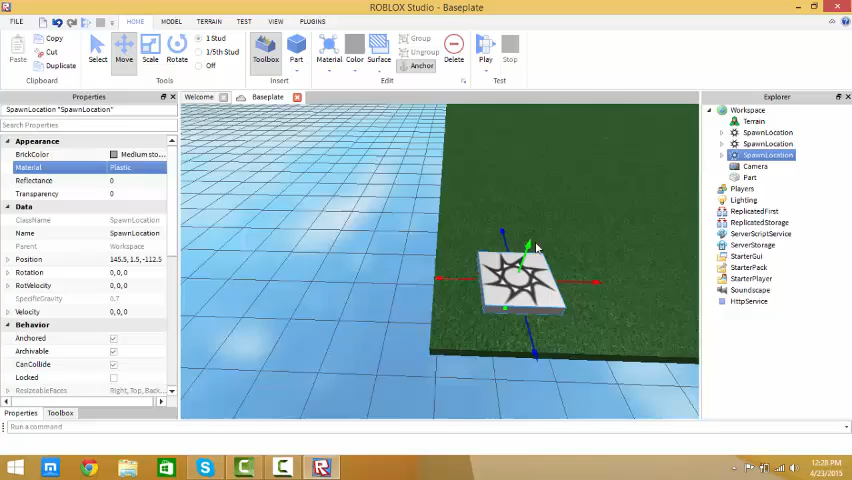 ROBLOX Studio - Baseplate
FILE HOME MODEL TERRAIN TEST VIEW PLUGINS
Paste Copy Cut Duplicate
Clipboard
Select Move Scale Rotate
1 Stud
1/5th Stud
Off
Tools
Toolbox Part
Insert
Material Color Surface
Group
Ungroup
Anchor
Delete
Edit
Play Stop
Test
Properties
SpawnLocation "SpawnLocation"
Search Properties
Appearance
BrickColor Medium sto...
Material Plastic
Reflectance 0
Transparency 0
Data
ClassName SpawnLocation
Name SpawnLocation
Parent Workspace
Position 145.5, 1.5, -112.5
Rotation 0, 0, 0
RotVelocity 0, 0, 0
SpecificGravity 0.7
Velocity 0, 0, 0
Behavior
Anchored
Archivable
CanCollide
Locked
ResizeableFaces Right, Top, Back...
Properties Toolbox
Welcome Baseplate
Explorer
Workspace
Terrain
SpawnLocation
SpawnLocation
SpawnLocation
Camera
Part
Players
Lighting
ReplicatedFirst
ReplicatedStorage
ServerScriptService
ServerStorage
StarterGui
StarterPack
StarterPlayer
Soundscape
HttpService
Run a command
12:28 PM
4/23/2015